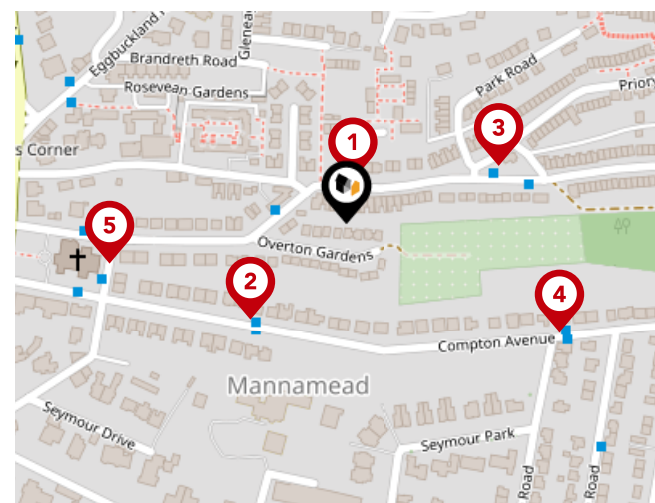 Eggbuckland
Glenea
Brandreth Road
Rosevean Gardens
Park Road
Priory
s Corner
1
3
5
Overton Gardens
2
4
Compton Avenue
Mannamead
Seymour Drive
Seymour Park
Road
Road